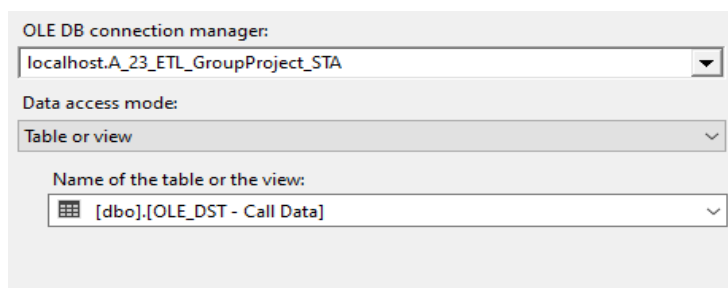 OLE DB connection manager:
localhost.A_23_ETL_GroupProject_STA
Data access mode:
Table or view
Name of the table or the view:
[dbo].[OLE_DST - Call Data]